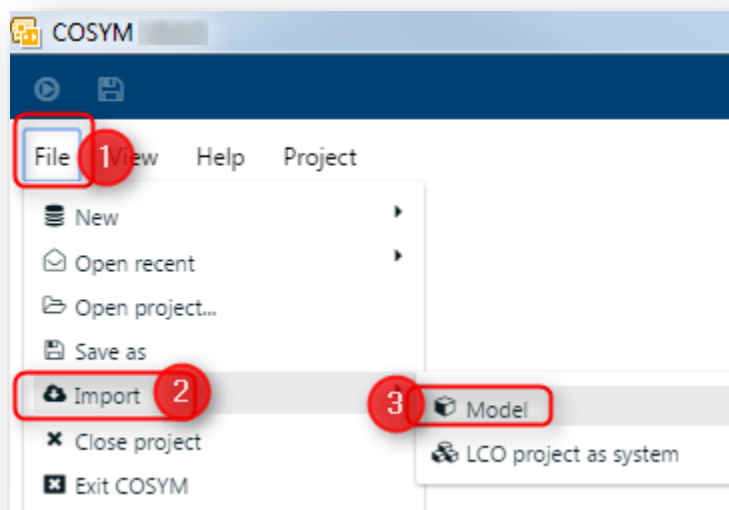 COSYM
File 1 View Help Project
New
Open recent
Open project...
Save as
Import 2
3 Model
Close project
LCO project as system
Exit COSYM